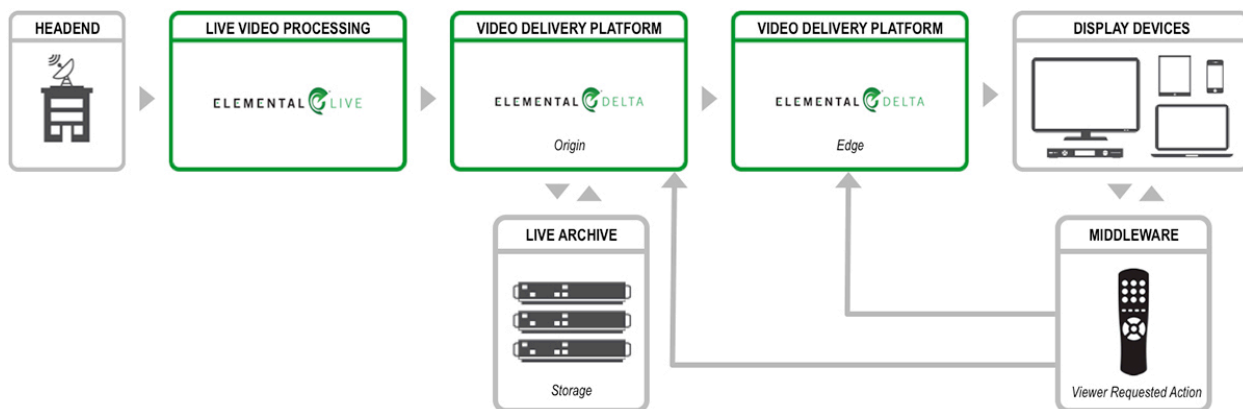 HEADEND
LIVE VIDEO PROCESSING
VIDEO DELIVERY PLATFORM
VIDEO DELIVERY PLATFORM
DISPLAY DEVICES
ELEMENTAL LIVE
ELEMENTAL DELTA
ELEMENTAL DELTA
Origin
Edge
LIVE ARCHIVE
MIDDLEWARE
Storage
Viewer Requested Action